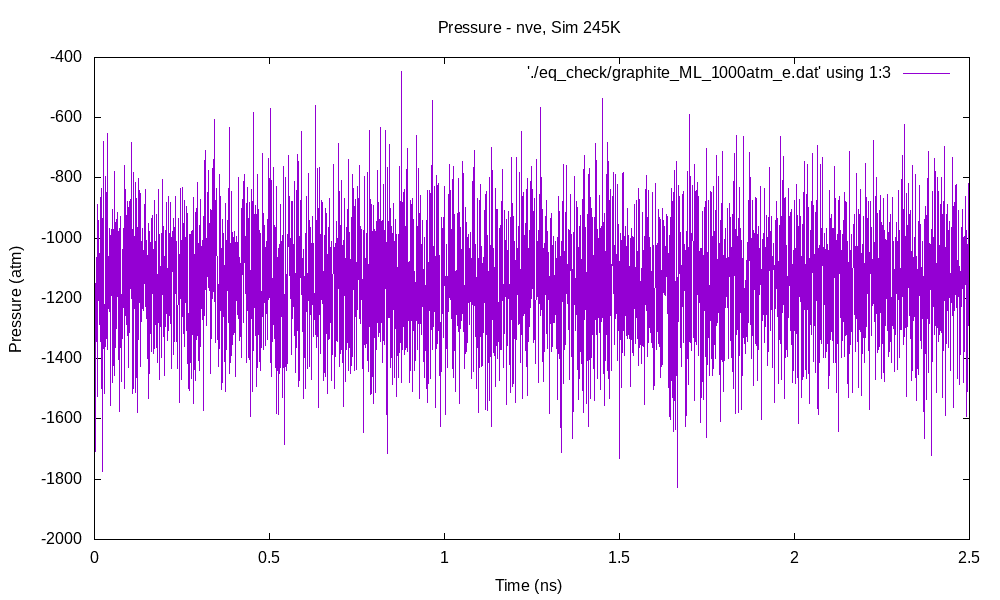 Pressure - nve, Sim 245K
'./eq_check/graphite_ML_1000atm_e.dat' using 1:3
-400
-600
-800
-1000
-1200
-1400
-1600
-1800
-2000
Pressure (atm)
0 0.5 1 1.5 2 2.5
Time (ns)